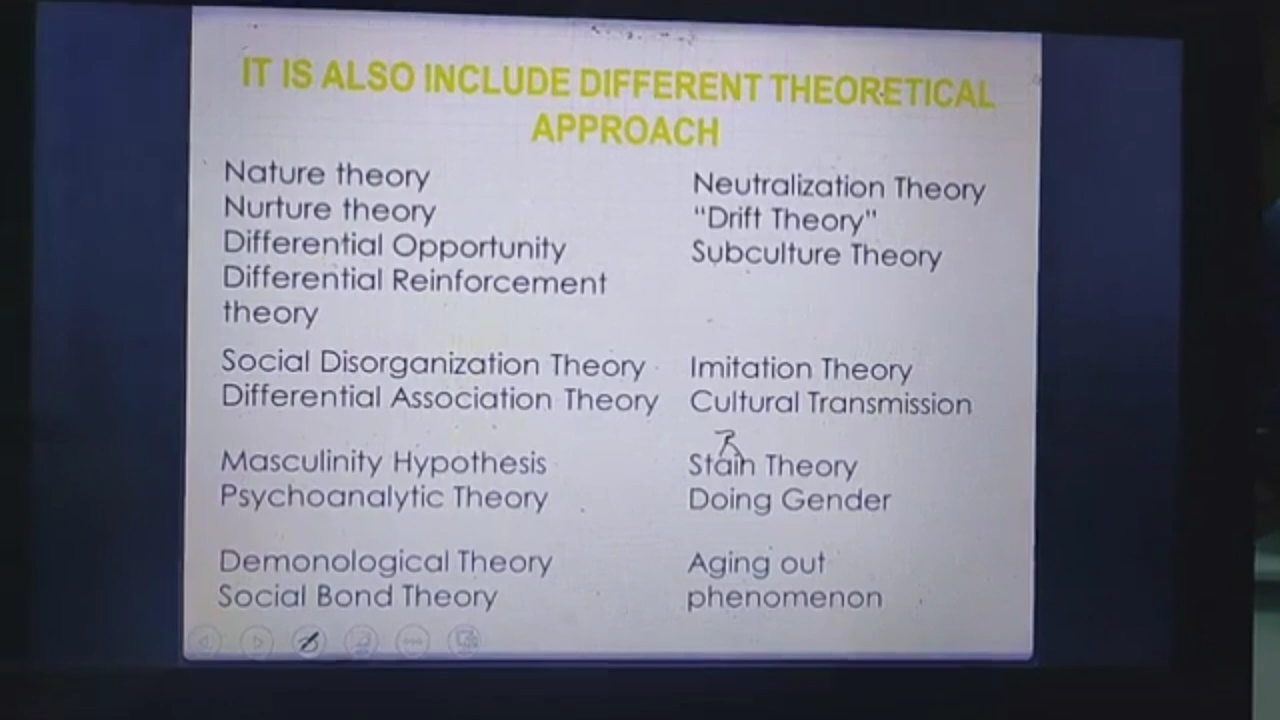 IT IS ALSO INCLUDE DIFFERENT THEORETICAL
APPROACH
Nature theory
Nurture theory
Differential Opportunity
Differential Reinforcement
theory
Social Disorganization Theory
Differential Association Theory
Masculinity Hypothesis
Psychoanalytic Theory
Demonological Theory
Social Bond Theory
Neutralization Theory
“Drift Theory”
Subculture Theory
Imitation Theory
Cultural Transmission
R
Stain Theory
Doing Gender
Aging out
phenomenon